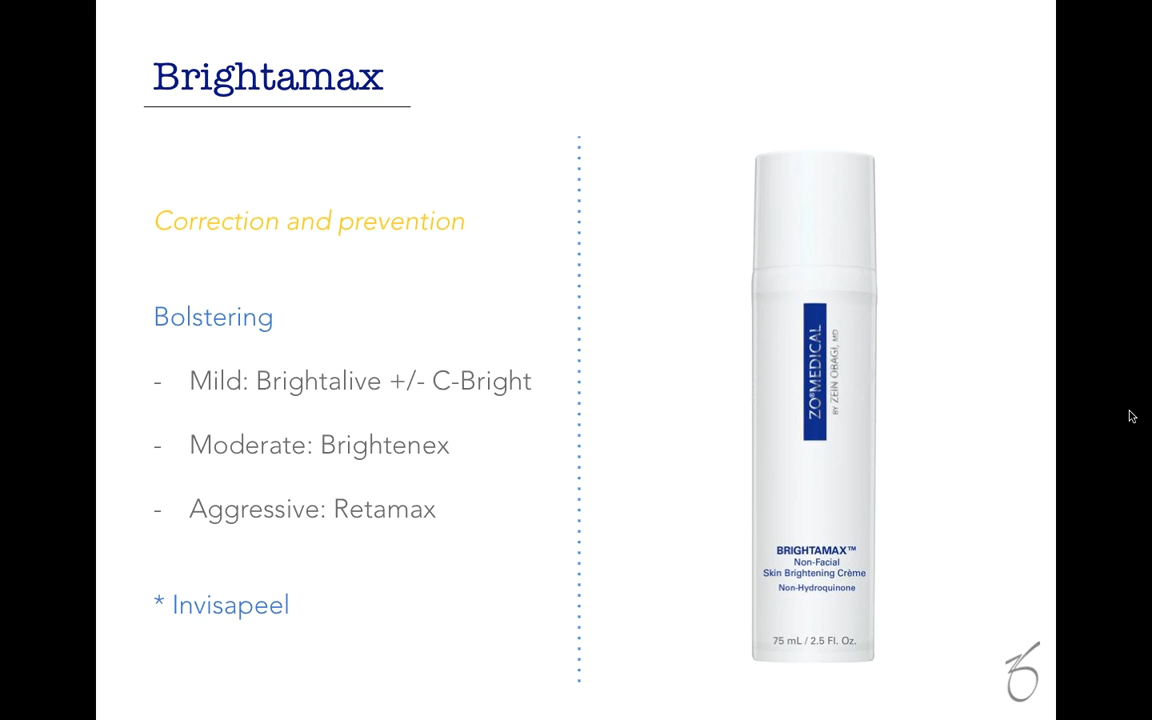 Brightamax
Correction and prevention
Bolstering
- Mild: Brightalive +/- C-Bright
- Moderate: Brightenex
- Aggressive: Retamax
* Invisapeel
ZO®MEDICAL
BY ZEIN OBAGI, MD
BRIGHTAMAX™
Non-Facial
Skin Brightening Crème
Non-Hydroquinone
75 mL / 2.5 Fl. Oz.